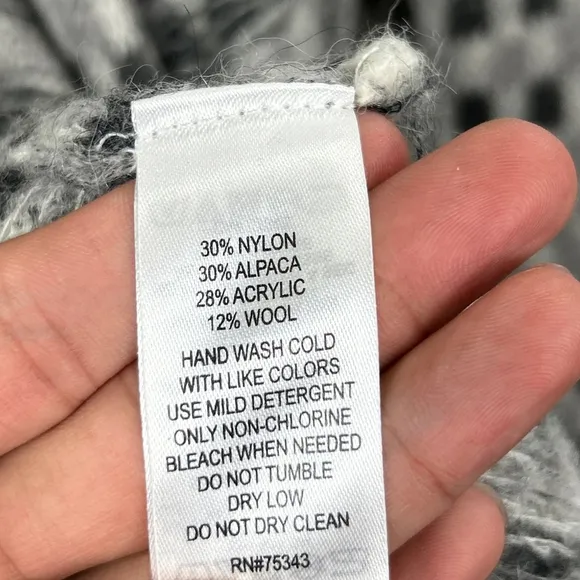 30% NYLON
30% ALPACA
28% ACRYLIC
12% WOOL
HAND WASH COLD
WITH LIKE COLORS
USE MILD DETERGENT
ONLY NON-CHLORINE
BLEACH WHEN NEEDED
DO NOT TUMBLE
DRY LOW
DO NOT DRY CLEAN
RN#75343